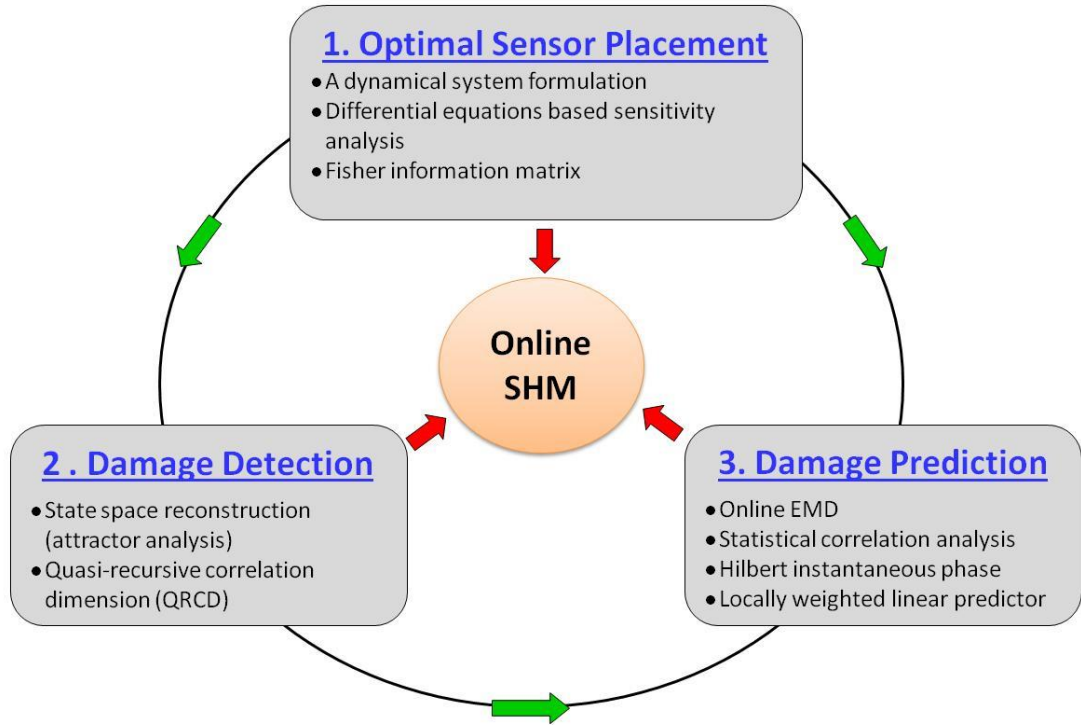 1. Optimal Sensor Placement
• A dynamical system formulation
• Differential equations based sensitivity
analysis
• Fisher information matrix
Online
SHM
2 . Damage Detection
• State space reconstruction
(attractor analysis)
• Quasi-recursive correlation
dimension (QRCD)
3. Damage Prediction
• Online EMD
• Statistical correlation analysis
• Hilbert instantaneous phase
• Locally weighted linear predictor